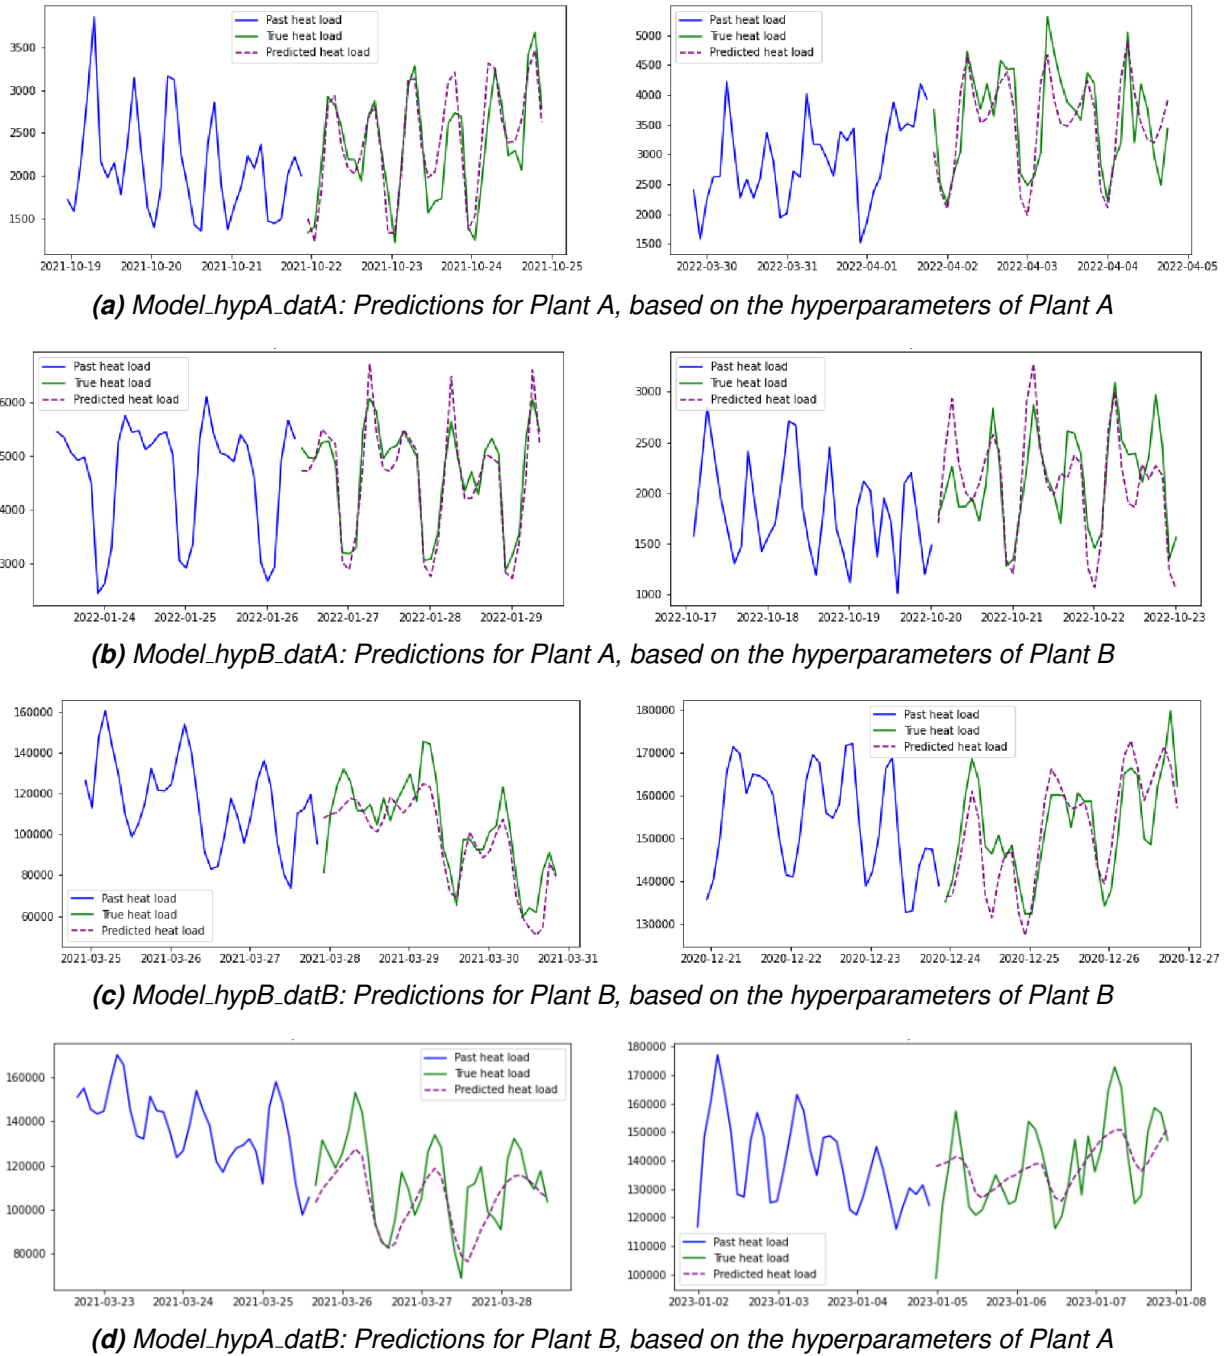 Past heat load
True heat load
Predicted heat load
3500
3000
2500
2000
1500
2021-10-19 2021-10-20 2021-10-21 2021-10-22 2021-10-23 2021-10-24 2021-10-25
Past heat load
True heat load
Predicted heat load
5000
4500
4000
3500
3000
2500
2000
1500
2022-03-30 2022-03-31 2022-04-01 2022-04-02 2022-04-03 2022-04-04 2022-04-05
(a) Model_hypA_datA: Predictions for Plant A, based on the hyperparameters of Plant A
Past heat load
True heat load
Predicted heat load
6000
5000
4000
3000
2022-01-24 2022-01-25 2022-01-26 2022-01-27 2022-01-28 2022-01-29
Past heat load
True heat load
Predicted heat load
3000
2500
2000
1500
1000
2022-10-17 2022-10-18 2022-10-19 2022-10-20 2022-10-21 2022-10-22 2022-10-23
(b) Model_hypB_datA: Predictions for Plant A, based on the hyperparameters of Plant B
160000
140000
120000
100000
80000
60000
Past heat load
True heat load
Predicted heat load
2021-03-25 2021-03-26 2021-03-27 2021-03-28 2021-03-29 2021-03-30 2021-03-31
Past heat load
True heat load
Predicted heat load
180000
170000
160000
150000
140000
130000
2020-12-21 2020-12-22 2020-12-23 2020-12-24 2020-12-25 2020-12-26 2020-12-27
(c) Model_hypB_datB: Predictions for Plant B, based on the hyperparameters of Plant B
Past heat load
True heat load
Predicted heat load
160000
140000
120000
100000
80000
2021-03-23 2021-03-24 2021-03-25 2021-03-26 2021-03-27 2021-03-28
180000
170000
160000
150000
140000
130000
120000
110000
100000
Past heat load
True heat load
Predicted heat load
2023-01-02 2023-01-03 2023-01-04 2023-01-05 2023-01-06 2023-01-07 2023-01-08
(d) Model_hypA_datB: Predictions for Plant B, based on the hyperparameters of Plant A